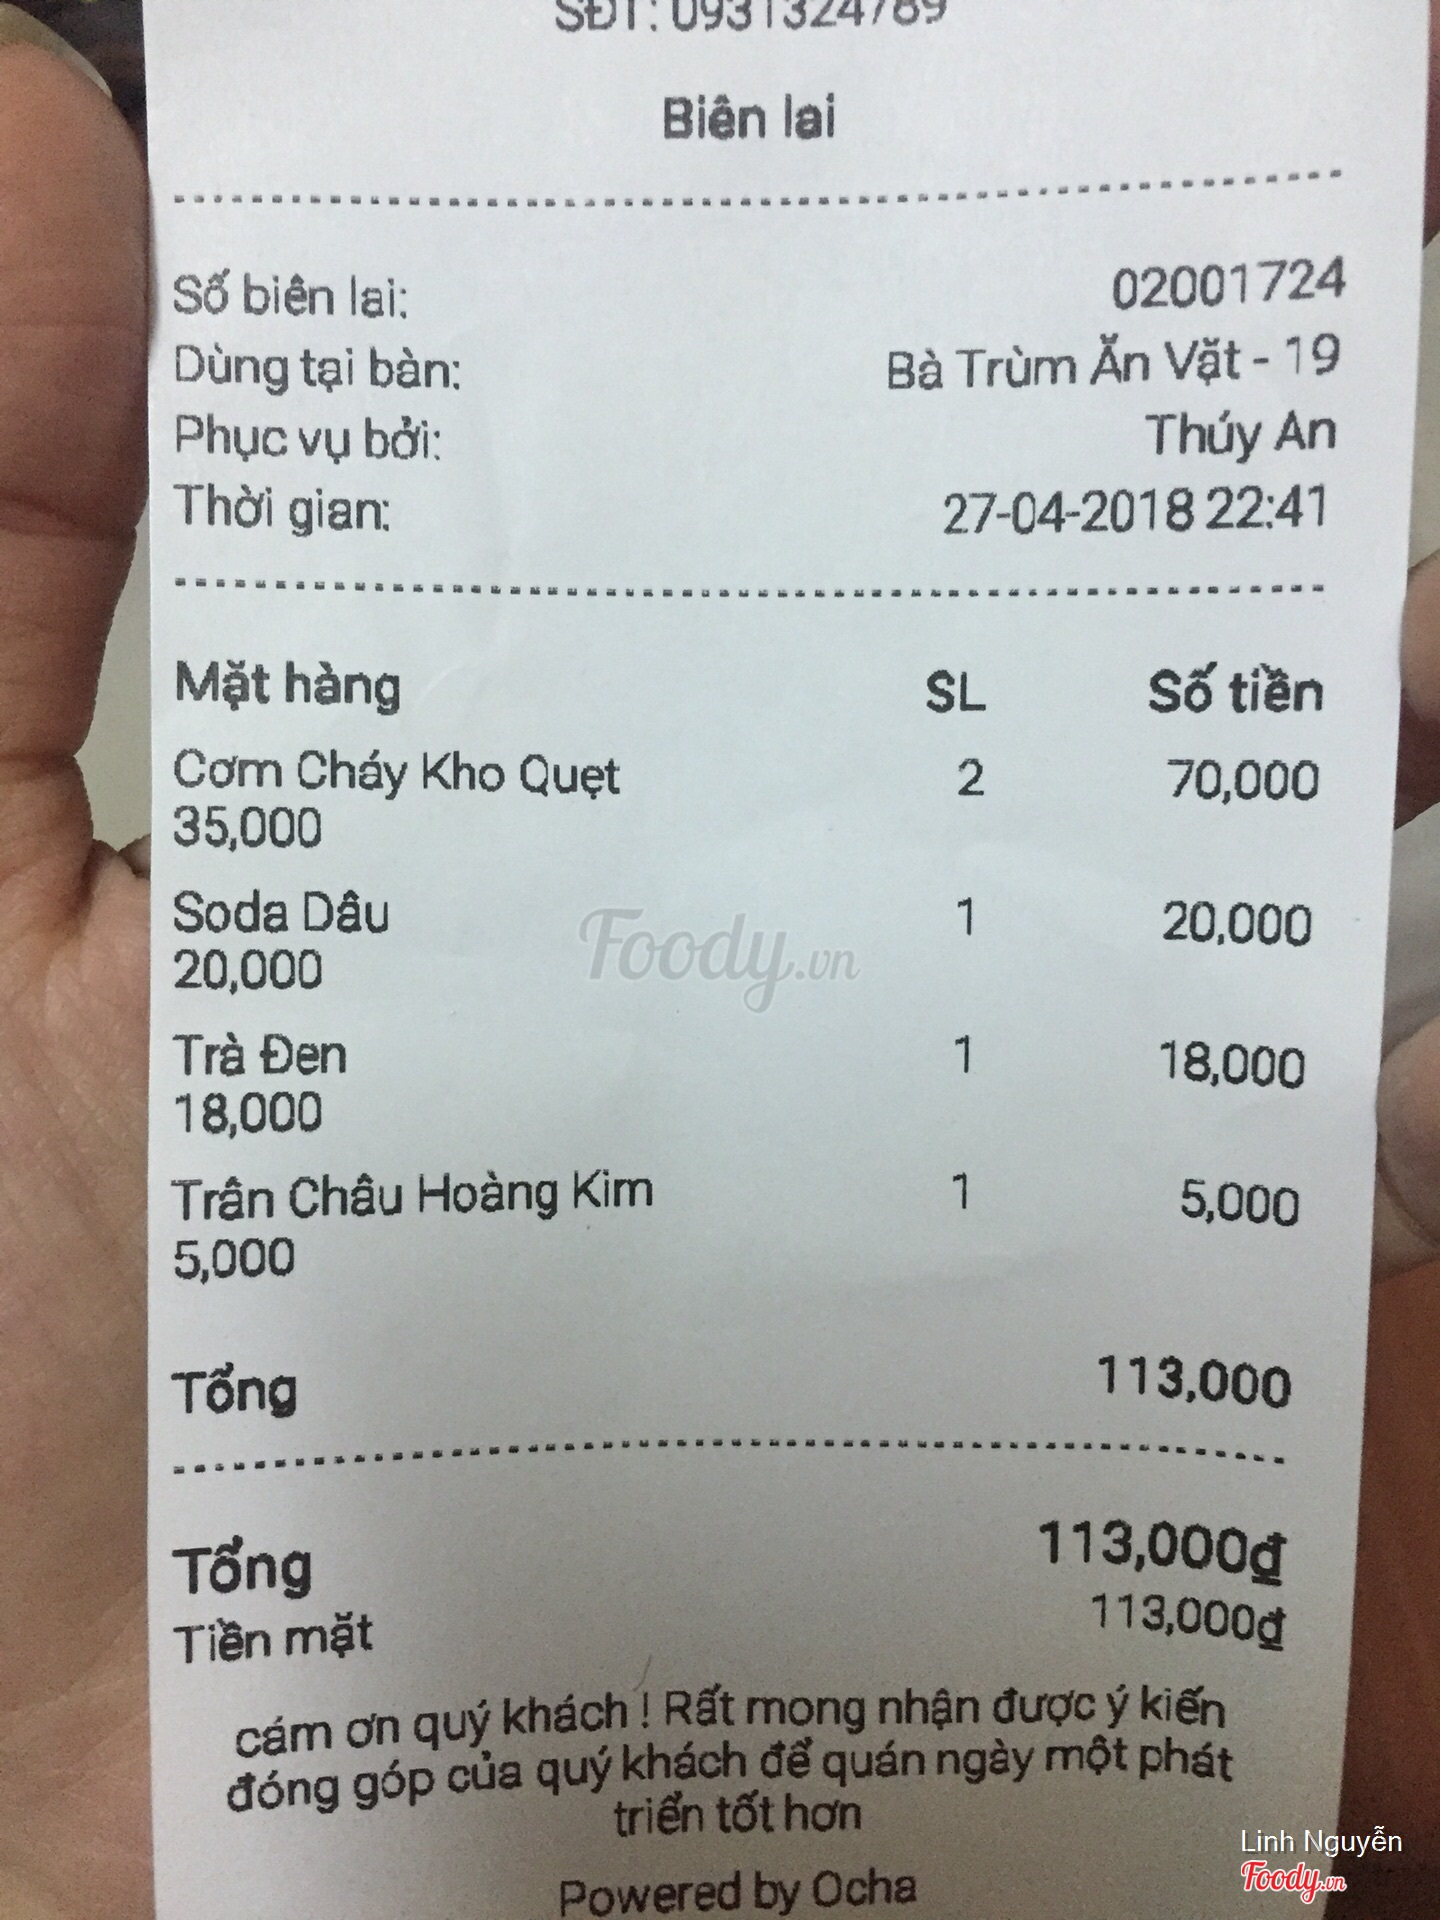 SĐT: 0931324789
Biên lai
Số biên lai: 02001724
Dùng tại bàn: Bà Trùm Ăn Vặt - 19
Phục vụ bởi: Thúy An
Thời gian: 27-04-2018 22:41
Mặt hàng SL Số tiền
Cơm Cháy Kho Quẹt 2 70,000
35,000
Soda Dâu 1 20,000
20,000
Foody.vn
Trà Đen 1 18,000
18,000
Trân Châu Hoàng Kim 1 5,000
5,000
Tổng 113,000
Tổng 113,000₫
Tiền mặt 113,000₫
cám ơn quý khách ! Rất mong nhận được ý kiến
đóng góp của quý khách để quán ngày một phát
triển tốt hơn
Powered by Ocha
Linh Nguyễn
Foody.vn